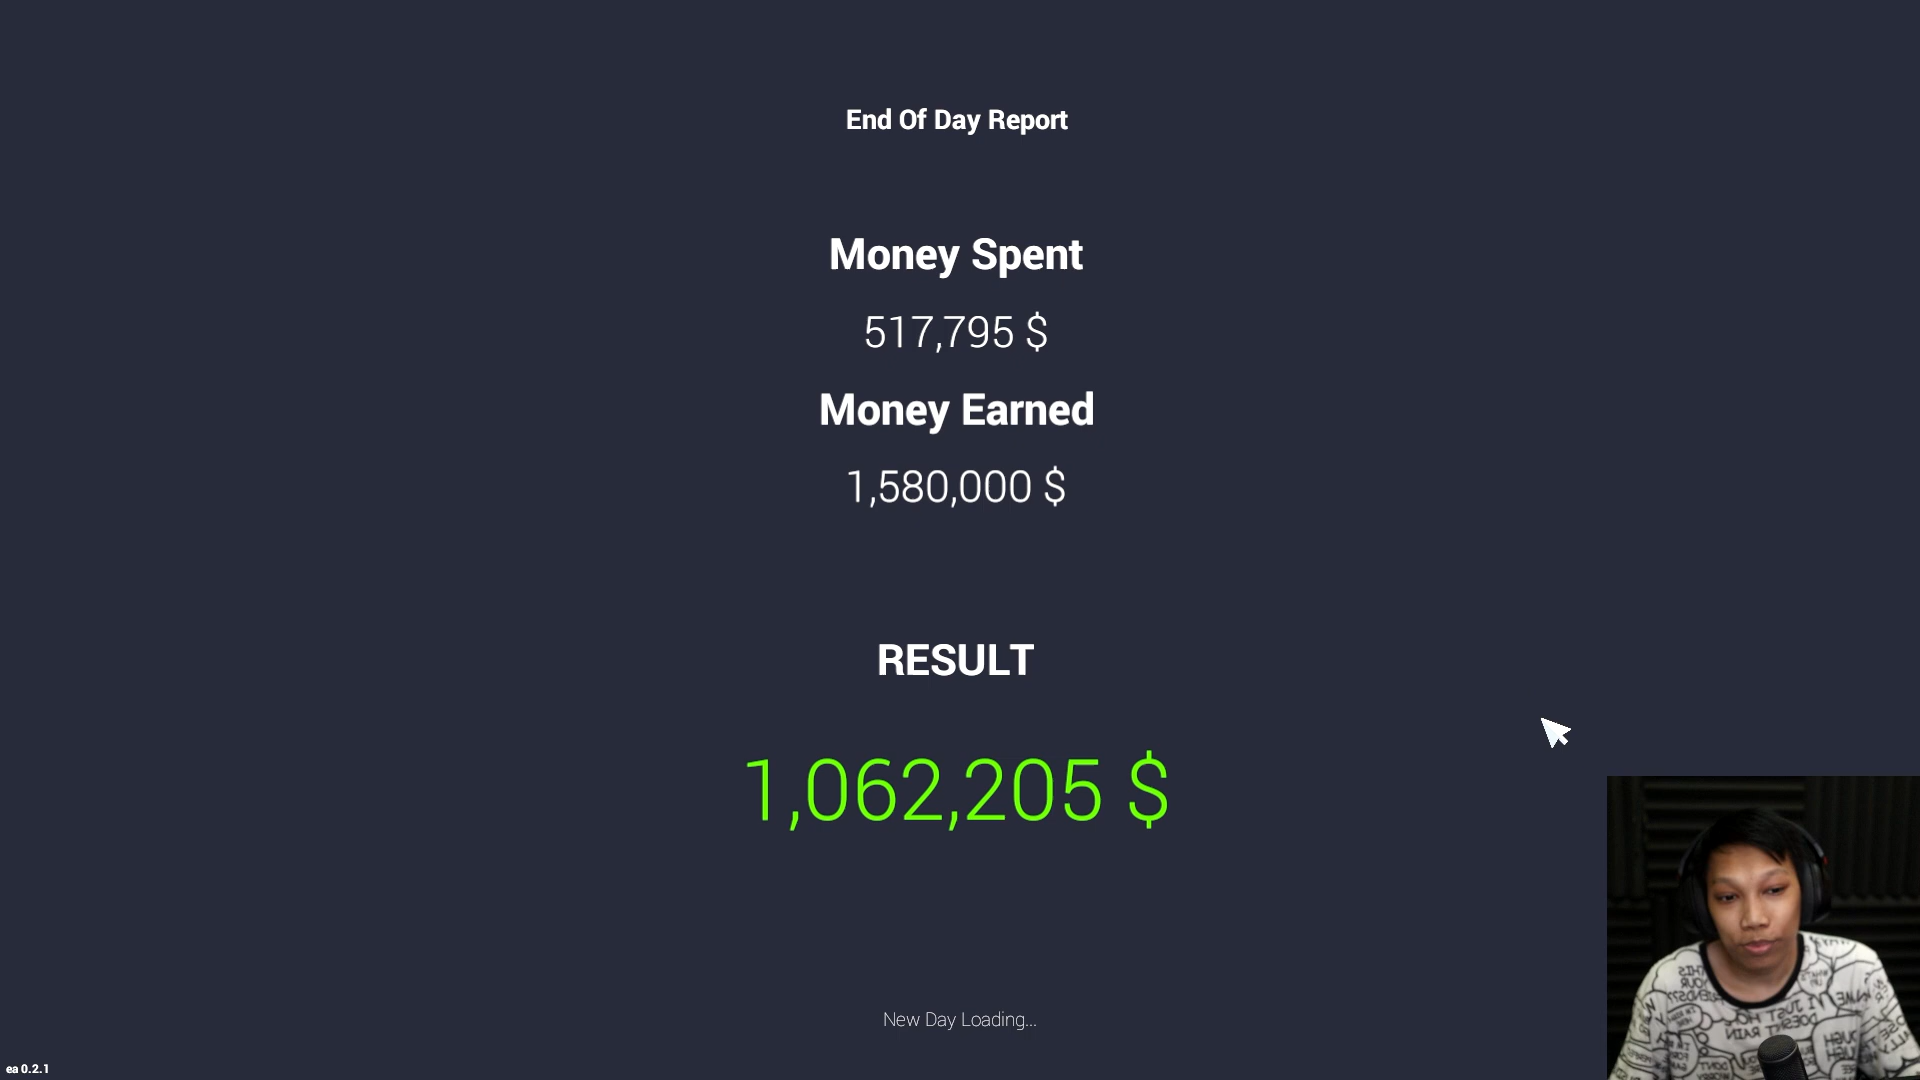 End Of Day Report
Money Spent
517,795 $
Money Earned
1,580,000 $
RESULT
1,062,205 $
New Day Loading...
ea 0.2.1